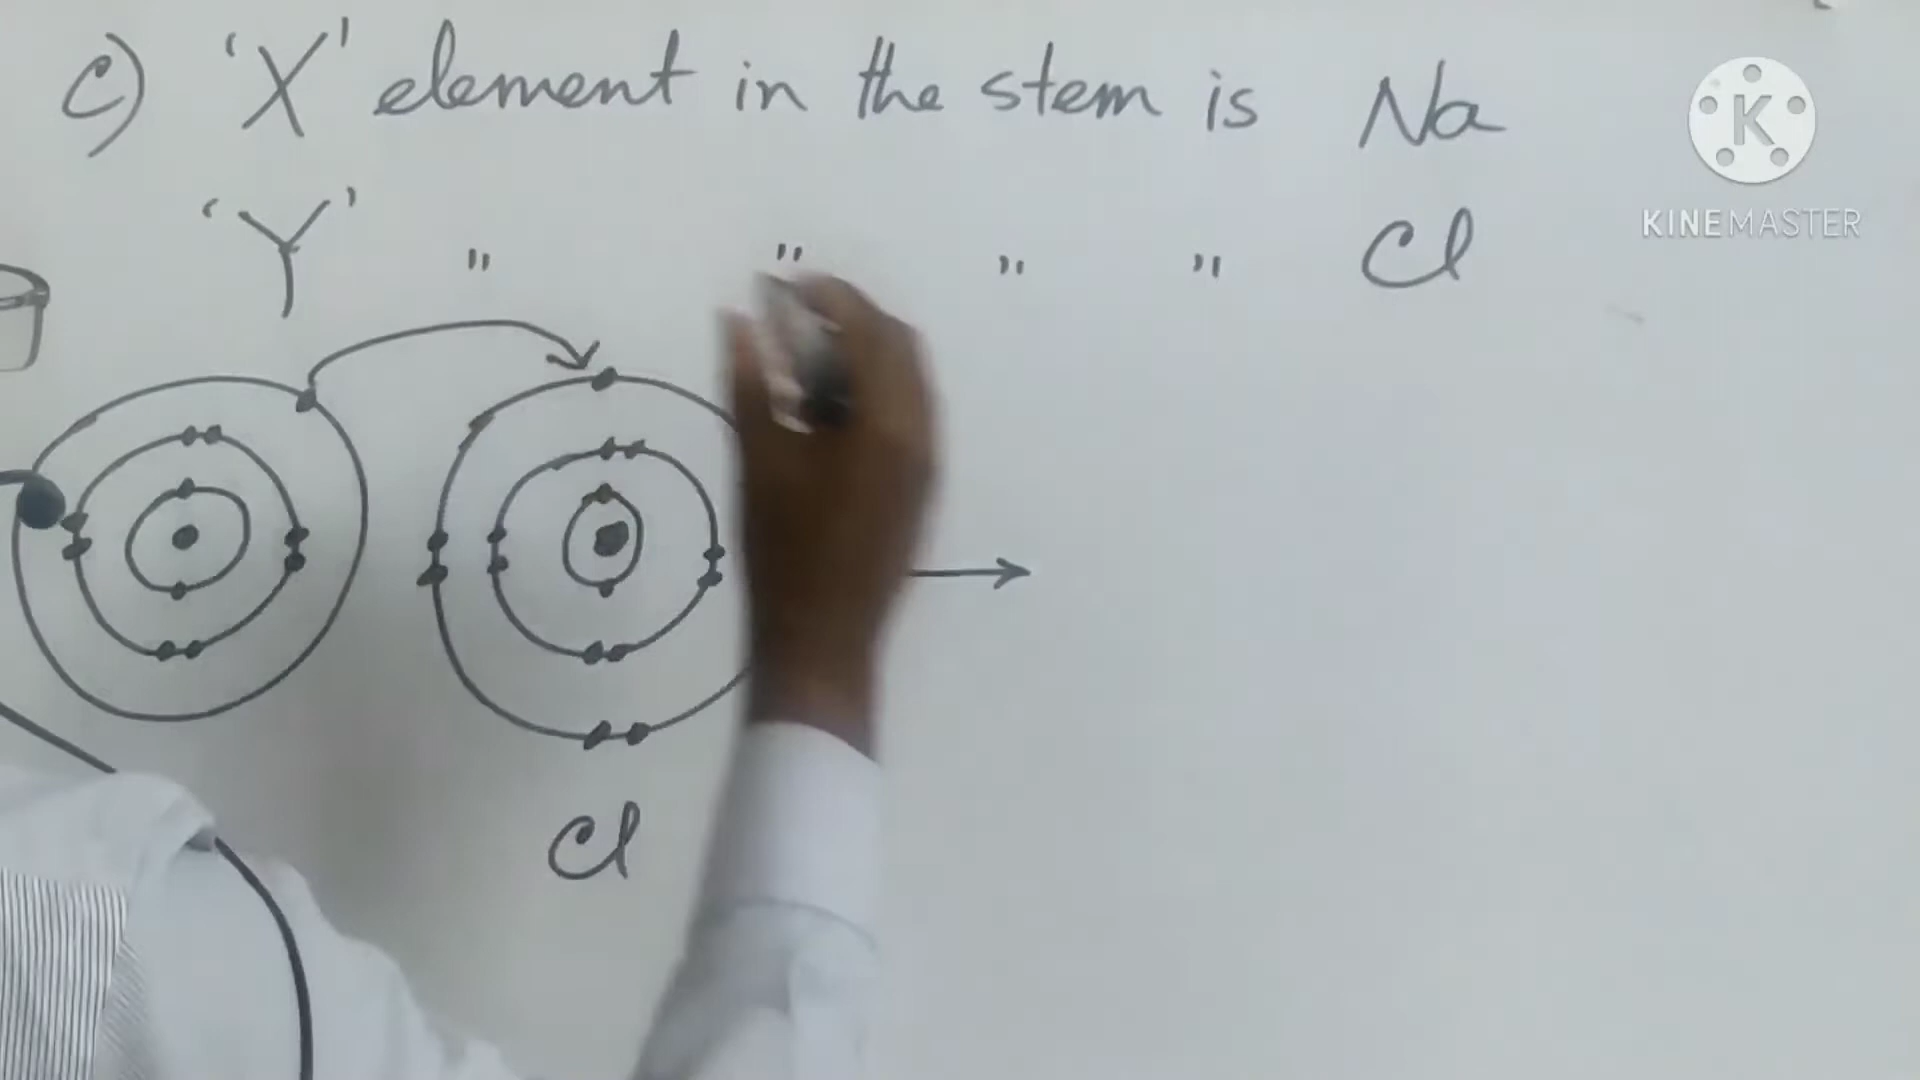 c) 'X' element in the stem is Na
'Y' " " " " Cl
Cl
K
KINEMASTER